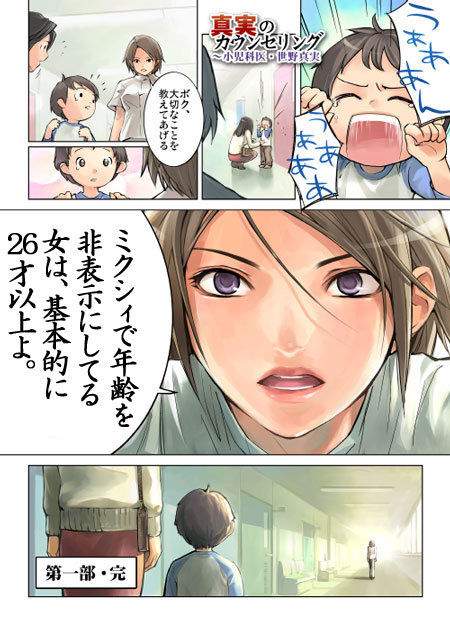 うぁぁぁん
うぁぁぁぁ
真実の
カウンセリング
〜小児科医・世野真実
ボク、
大切なことを
教えてあげる
ミクシィで年齢を
非表示にしてる
女は、基本的に
26才以上よ。
第一部・完